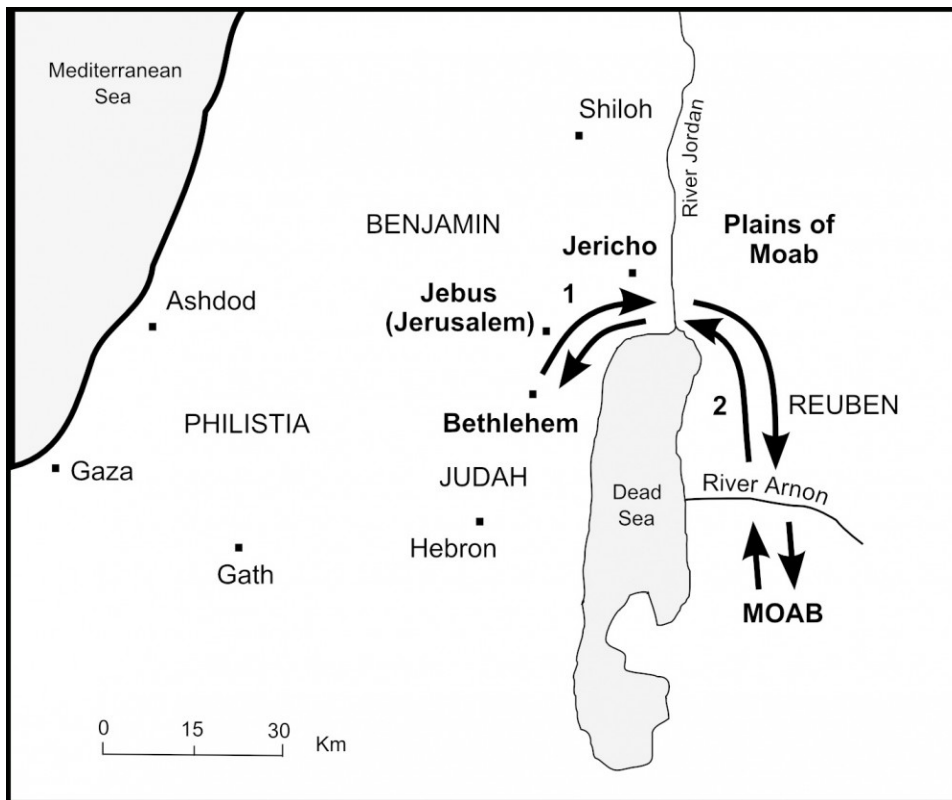 Mediterranean
Sea
Shiloh
River Jordan
BENJAMIN
Plains of
Moab
Jericho
1
Jebus
(Jerusalem)
Ashdod
2
REUBEN
Bethlehem
PHILISTIA
Gaza
JUDAH
River Arnon
Dead
Sea
Hebron
Gath
MOAB
0 15 30
Km